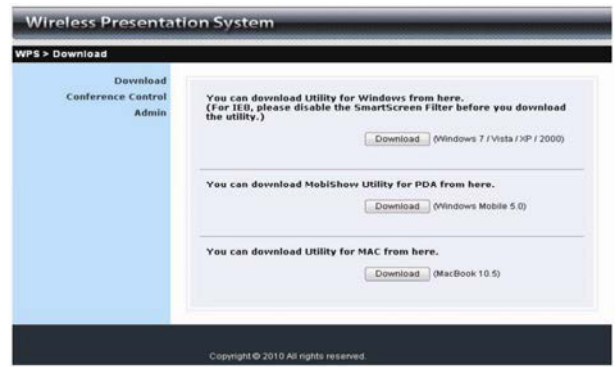 Wireless Presentation System
WPS > Download
Download
Conference Control
Admin
You can download Utility for Windows from here.
(For IE8, please disable the SmartScreen Filter before you download
the utility.)
Download (Windows 7 / Vista / XP / 2000)
You can download MobiShow Utility for PDA from here.
Download (Windows Mobile 5.0)
You can download Utility for MAC from here.
Download (MacBook 10.5)
Copyright © 2010 All rights reserved.